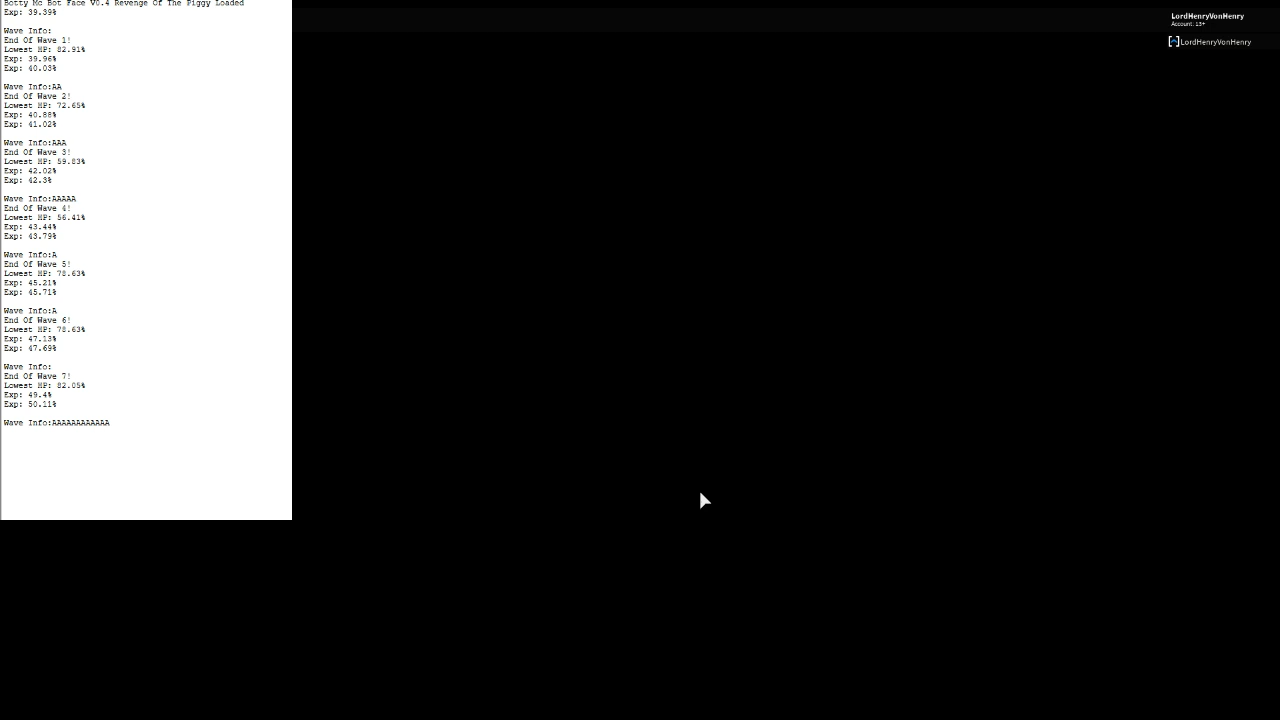 Botty Mc Bot Face V0.4 Revenge Of The Piggy Loaded
Exp: 39.39%
Wave Info:
End Of Wave 1!
Lowest HP: 82.91%
Exp: 39.96%
Exp: 40.03%
Wave Info:AA
End Of Wave 2!
Lowest HP: 72.65%
Exp: 40.88%
Exp: 41.02%
Wave Info:AAA
End Of Wave 3!
Lowest HP: 59.83%
Exp: 42.02%
Exp: 42.3%
Wave Info:AAAAA
End Of Wave 4!
Lowest HP: 56.41%
Exp: 43.44%
Exp: 43.79%
Wave Info:A
End Of Wave 5!
Lowest HP: 78.63%
Exp: 45.21%
Exp: 45.71%
Wave Info:A
End Of Wave 6!
Lowest HP: 78.63%
Exp: 47.13%
Exp: 47.69%
Wave Info:
End Of Wave 7!
Lowest HP: 82.05%
Exp: 49.4%
Exp: 50.11%
Wave Info:AAAAAAAAAAAA
LordHenryVonHenry
Account: 13+
LordHenryVonHenry